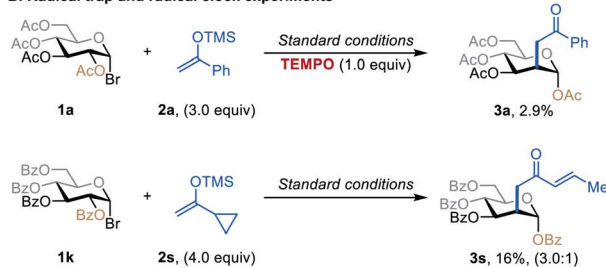 Radical trap and radical clock experiments
AcO
AcO
AcO
AcO
O
Br
+
OTMS
Ph
Standard conditions
TEMPO (1.0 equiv)
O
Ph
AcO
AcO
AcO
O
OAc
1a
2a, (3.0 equiv)
3a, 2.9%
BzO
BzO
BzO
BzO
O
Br
+
OTMS
Standard conditions
O
Me
BzO
BzO
BzO
O
OBz
1k
2s, (4.0 equiv)
3s, 16%, (3.0:1)